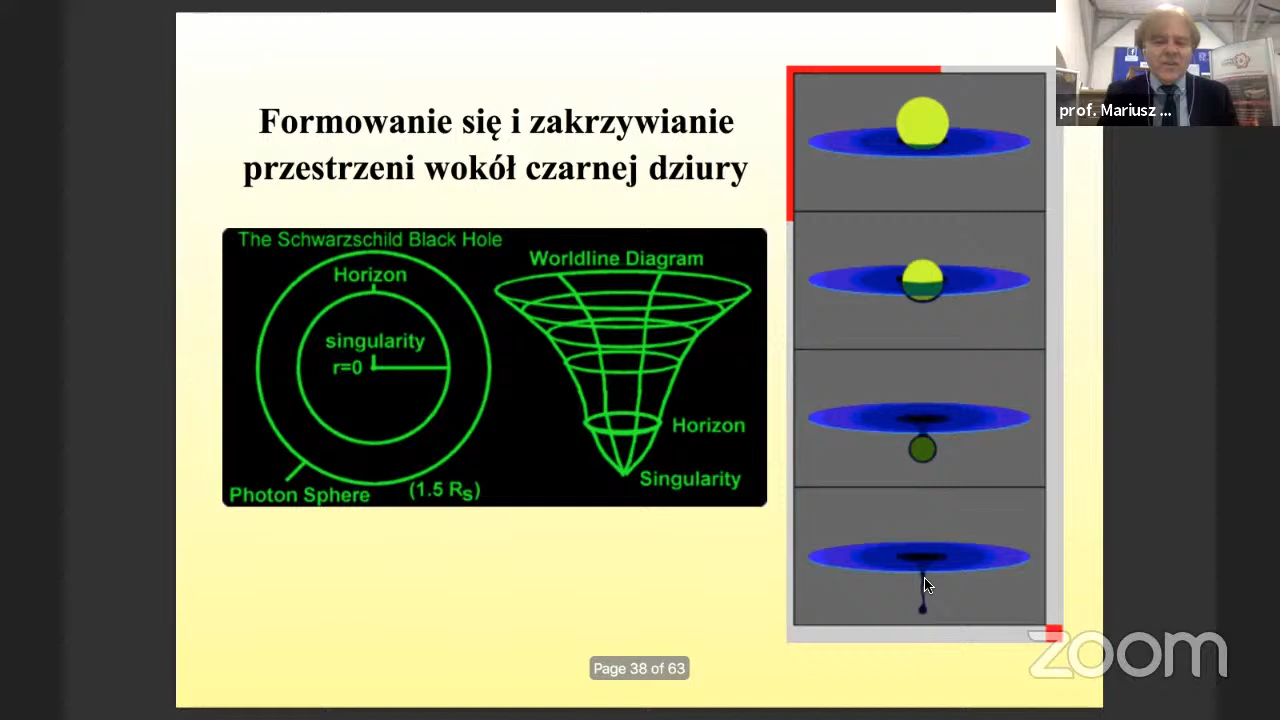 Formowanie się i zakrzywianie
przestrzeni wokół czarnej dziury
prof. Mariusz ...
The Schwarzschild Black Hole
Horizon
singularity
r=0
Photon Sphere
(1.5 Rs)
Worldline Diagram
Horizon
Singularity
Page 38 of 63
zoom